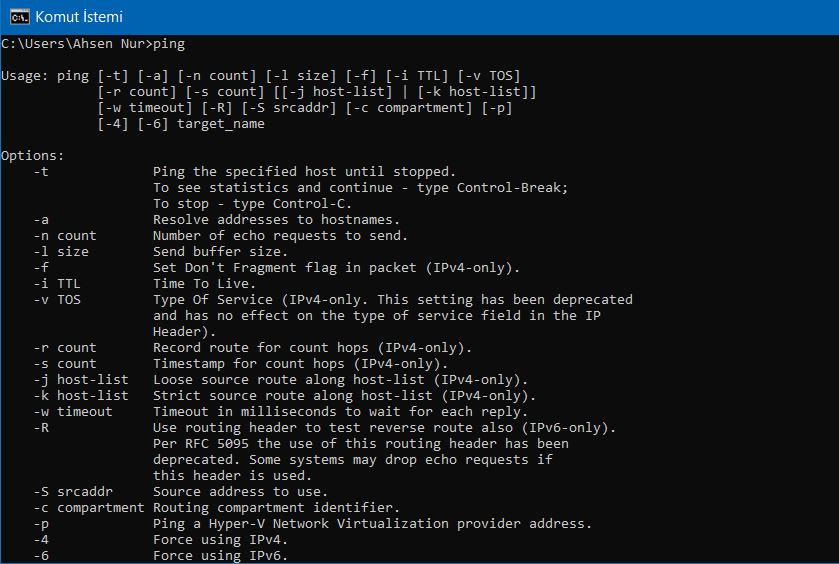 Komut İstemi
C:\Users\Ahsen Nur>ping
Usage: ping [-t] [-a] [-n count] [-l size] [-f] [-i TTL] [-v TOS]
[-r count] [-s count] [[-j host-list] | [-k host-list]]
[-w timeout] [-R] [-S srcaddr] [-c compartment] [-p]
[-4] [-6] target_name
Options:
-t Ping the specified host until stopped.
To see statistics and continue - type Control-Break;
To stop - type Control-C.
-a Resolve addresses to hostnames.
-n count Number of echo requests to send.
-l size Send buffer size.
-f Set Don't Fragment flag in packet (IPv4-only).
-i TTL Time To Live.
-v TOS Type Of Service (IPv4-only. This setting has been deprecated
and has no effect on the type of service field in the IP
Header).
-r count Record route for count hops (IPv4-only).
-s count Timestamp for count hops (IPv4-only).
-j host-list Loose source route along host-list (IPv4-only).
-k host-list Strict source route along host-list (IPv4-only).
-w timeout Timeout in milliseconds to wait for each reply.
-R Use routing header to test reverse route also (IPv6-only).
Per RFC 5095 the use of this routing header has been
deprecated. Some systems may drop echo requests if
this header is used.
-S srcaddr Source address to use.
-c compartment Routing compartment identifier.
-p Ping a Hyper-V Network Virtualization provider address.
-4 Force using IPv4.
-6 Force using IPv6.